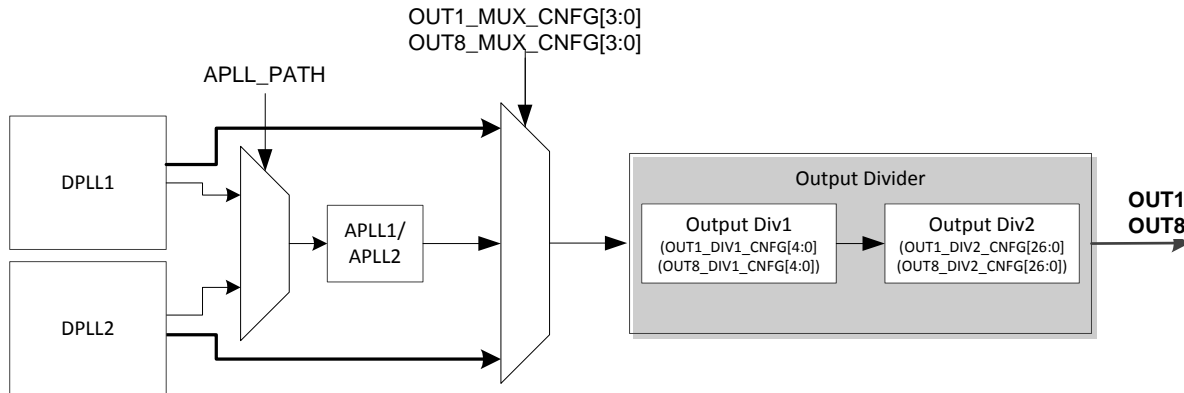 OUT1_MUX_CNFG[3:0]
OUT8_MUX_CNFG[3:0]
APLL_PATH
DPLL1
APLL1/
APLL2
DPLL2
Output Divider
Output Div1
(OUT1_DIV1_CNFG[4:0]
(OUT8_DIV1_CNFG[4:0])
Output Div2
(OUT1_DIV2_CNFG[26:0]
(OUT8_DIV2_CNFG[26:0])
OUT1
OUT8